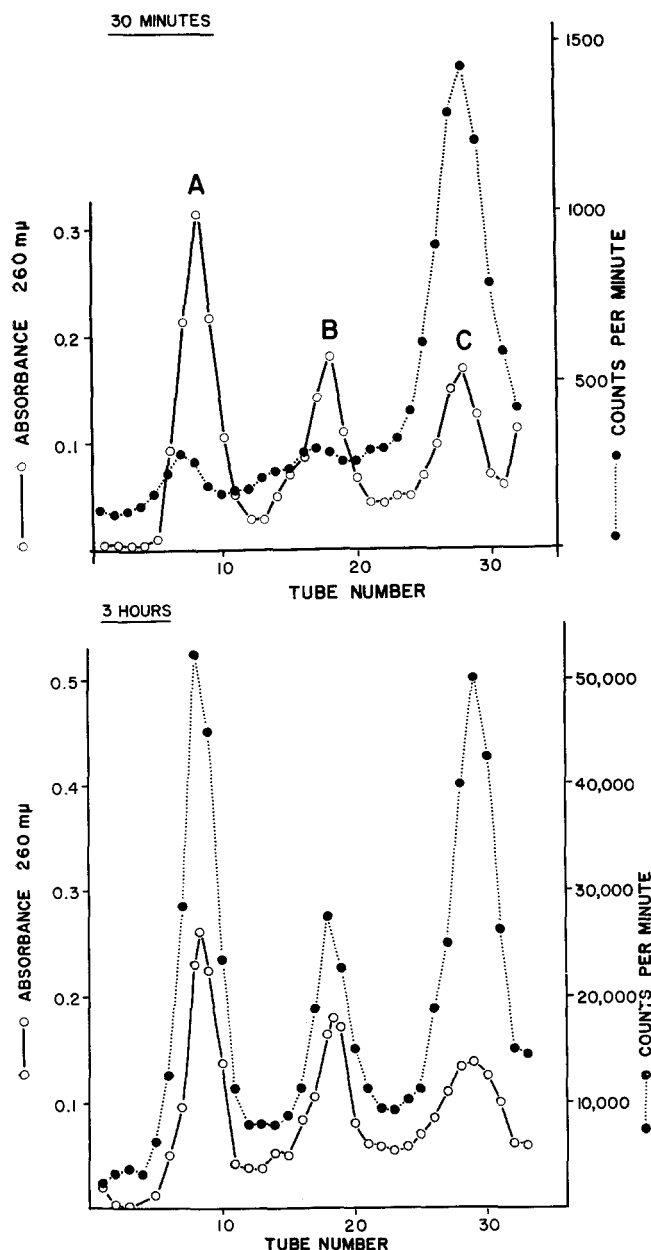 30 MINUTES
1500
A
0.3
1000
ABSORBANCE 260 mμ
B
C
COUNTS PER MINUTE
0.2
500
0.1
10
20
30
TUBE NUMBER
3 HOURS
0.5
50,000
0.4
40,000
ABSORBANCE 260 mμ
0.3
30,000
COUNTS PER MINUTE
0.2
20,000
0.1
10,000
10
20
30
TUBE NUMBER